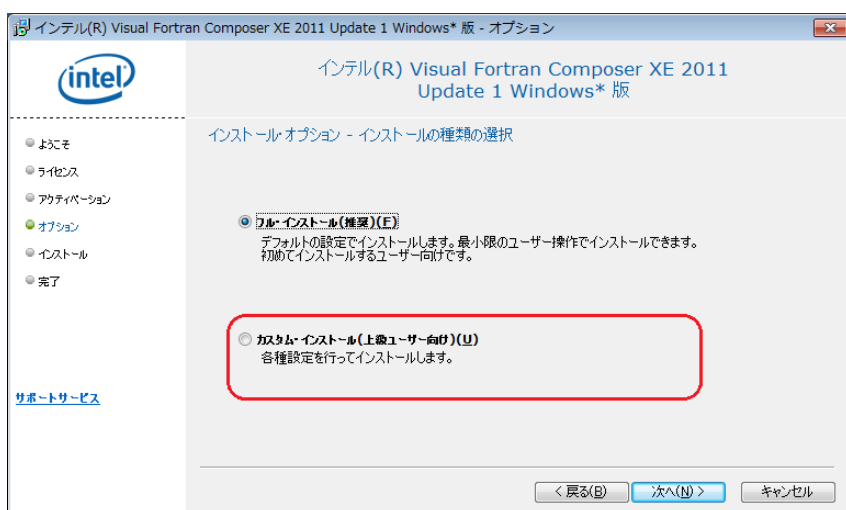 インテル(R) Visual Fortran Composer XE 2011 Update 1 Windows* 版 - オプション
intel
インテル(R) Visual Fortran Composer XE 2011
Update 1 Windows* 版
ようこそ
ライセンス
アクティベーション
オプション
インストール
完了
サポートサービス
インストール・オプション - インストールの種類の選択
フル・インストール(推奨)(F)
デフォルトの設定でインストールします。最小限のユーザー操作でインストールできます。
初めてインストールするユーザー向けです。
カスタム・インストール(上級ユーザー向け)(U)
各種設定を行ってインストールします。
< 戻る(B)
次へ(N) >
キャンセル